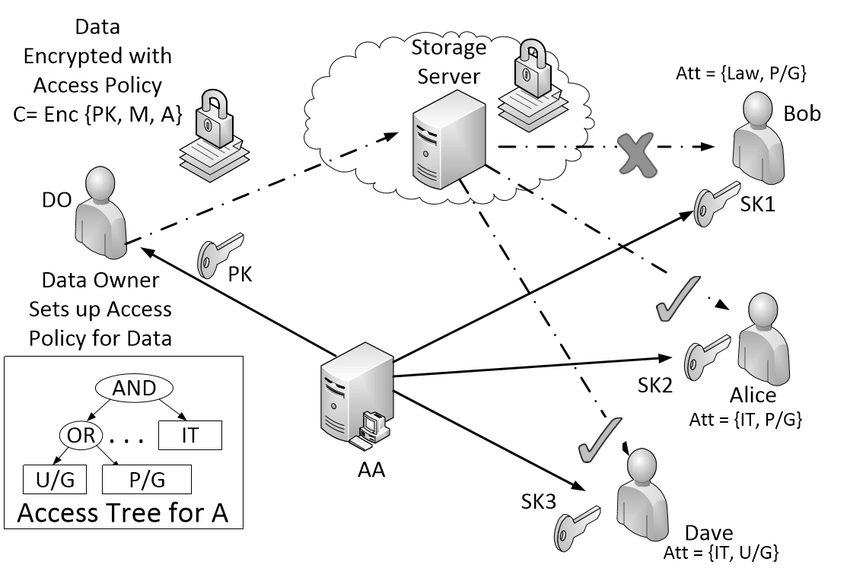 Data
Encrypted with
Access Policy
C= Enc {PK, M, A}
Storage
Server
Att = {Law, P/G}
Bob
SK1
DO
PK
Data Owner
Sets up Access
Policy for Data
AND
OR . . . IT
U/G P/G
Access Tree for A
AA
SK2
Alice
Att = {IT, P/G}
SK3
Dave
Att = {IT, U/G}